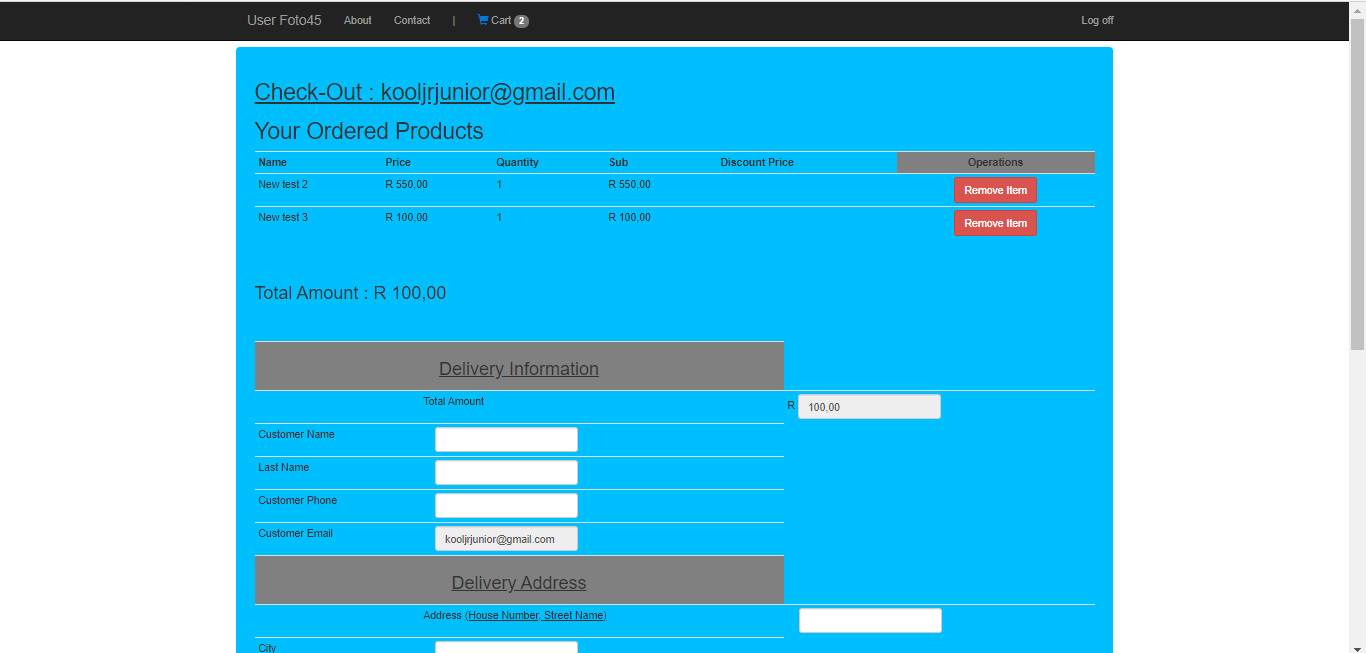 User Foto45 About Contact | Cart 2 Log off
Check-Out : kooljrjunior@gmail.com
Your Ordered Products
Name Price Quantity Sub Discount Price Operations
New test 2 R 550,00 1 R 550,00 Remove Item
New test 3 R 100,00 1 R 100,00 Remove Item
Total Amount : R 100,00
Delivery Information
Total Amount R 100,00
Customer Name
Last Name
Customer Phone
Customer Email kooljrjunior@gmail.com
Delivery Address
Address (House Number, Street Name)
City